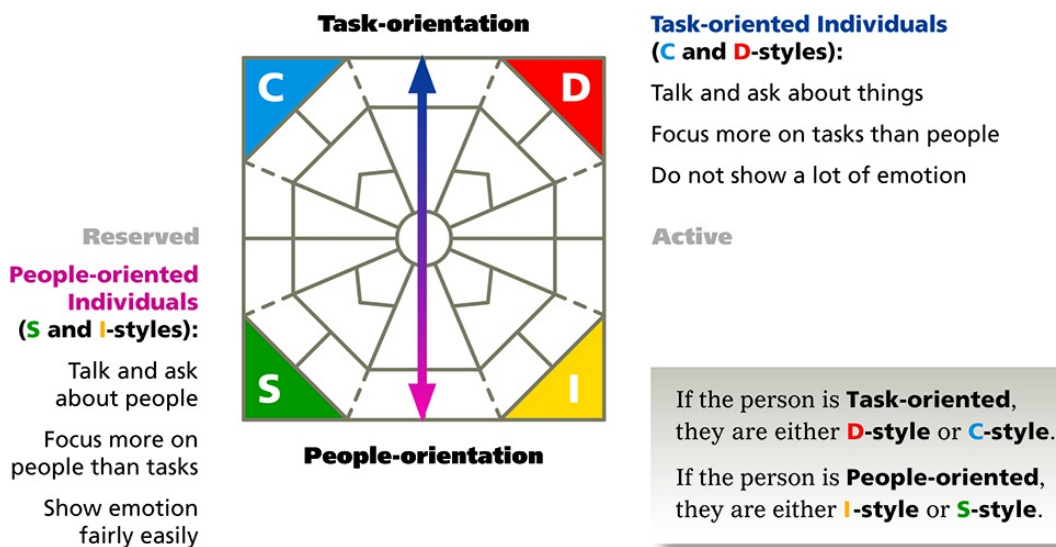 Task-orientation
C
D
S
I
People-orientation
Reserved
People-oriented
Individuals
(S and I-styles):
Talk and ask
about people
Focus more on
people than tasks
Show emotion
fairly easily
Task-oriented Individuals
(C and D-styles):
Talk and ask about things
Focus more on tasks than people
Do not show a lot of emotion
Active
If the person is Task-oriented,
they are either D-style or C-style.
If the person is People-oriented,
they are either I-style or S-style.